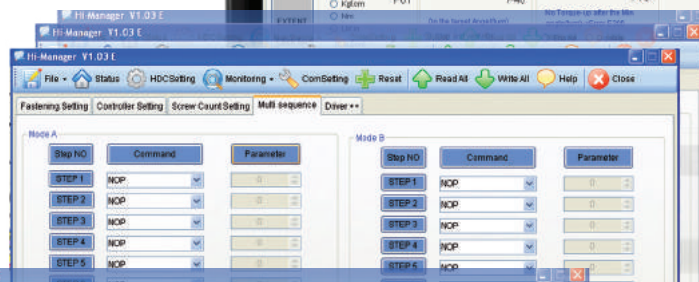 Kgfcm
EXTENT
Hi-Manager V1.03 E
Hi-Manager V1.03 E
Hi-Manager V1.03 E
File Status HDCSetting Monitoring ComSetting Reset Read All Write All Help Close
Fastening Setting Controller Setting Screw Count Setting Multi sequence Driver
Mode A Mode B
Step NO Command Parameter Step NO Command Parameter
STEP 1 NOP 0 STEP 1 NOP 0
STEP 2 NOP 0 STEP 2 NOP 0
STEP 3 NOP 0 STEP 3 NOP 0
STEP 4 NOP 0 STEP 4 NOP 0
STEP 5 NOP 0 STEP 5 NOP 0